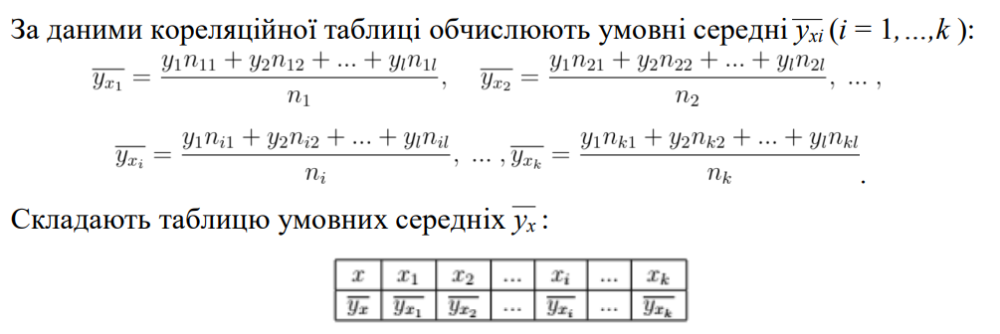 За даними кореляційної таблиці обчислюють умовні середні $\overline{y_{xi}}$ (i = 1, ...,k ):
$\overline{y_{x_1}} = \frac{y_1 n_{11} + y_2 n_{12} + ... + y_l n_{1l}}{n_1}$, $\overline{y_{x_2}} = \frac{y_1 n_{21} + y_2 n_{22} + ... + y_l n_{2l}}{n_2}$, ... ,
$\overline{y_{x_i}} = \frac{y_1 n_{i1} + y_2 n_{i2} + ... + y_l n_{il}}{n_i}$, ... , $\overline{y_{x_k}} = \frac{y_1 n_{k1} + y_2 n_{k2} + ... + y_l n_{kl}}{n_k}$.
Складають таблицю умовних середніх $\overline{y_x}$ :
$x$ $x_1$ $x_2$ ... $x_i$ ... $x_k$
$\overline{y_x}$ $\overline{y_{x_1}}$ $\overline{y_{x_2}}$ ... $\overline{y_{x_i}}$ ... $\overline{y_{x_k}}$